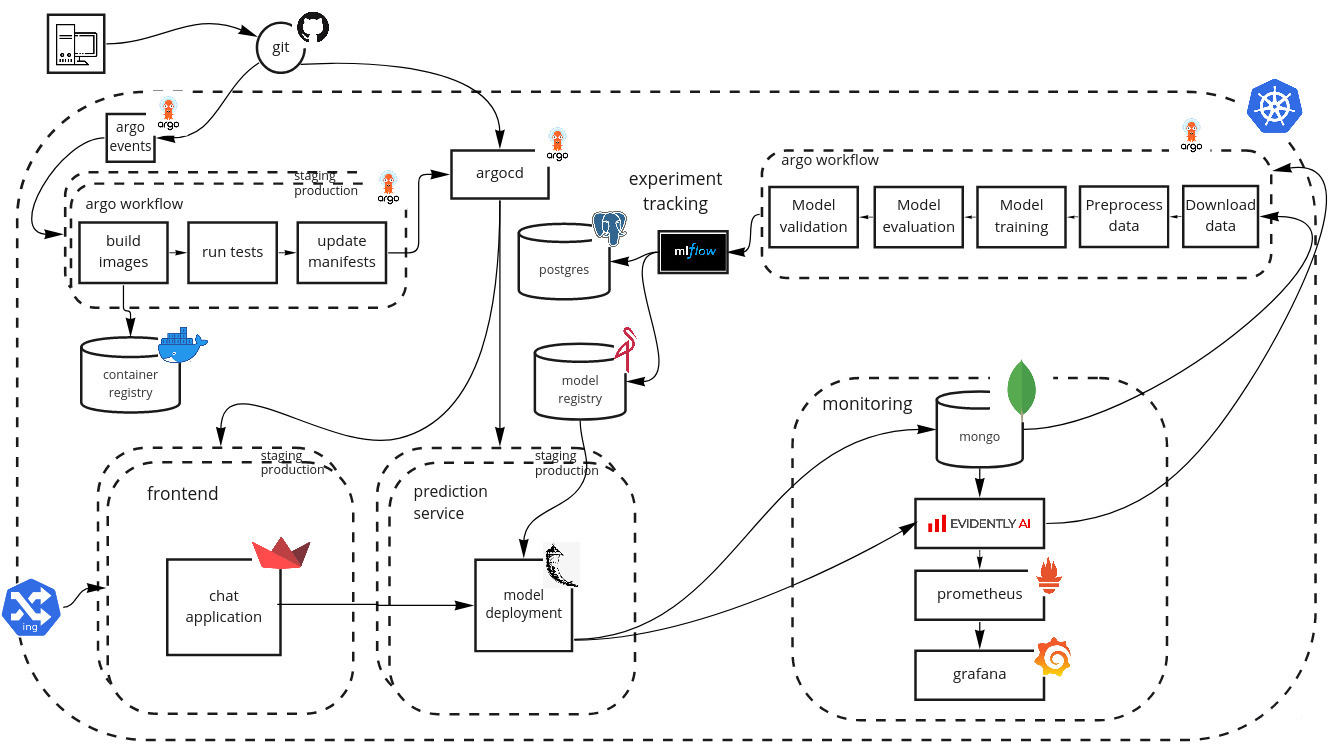 git
argo
argo
events
argo
argocd
argo
argo workflow
Model
validation
Model
evaluation
Model
training
Preprocess
data
Download
data
staging
production
argo
argo workflow
build
images
run tests
update
manifests
experiment
tracking
mlflow
postgres
container
registry
model
registry
monitoring
mongo
EVIDENTLY AI
prometheus
grafana
staging
production
frontend
chat
application
staging
production
prediction
service
model
deployment
ing